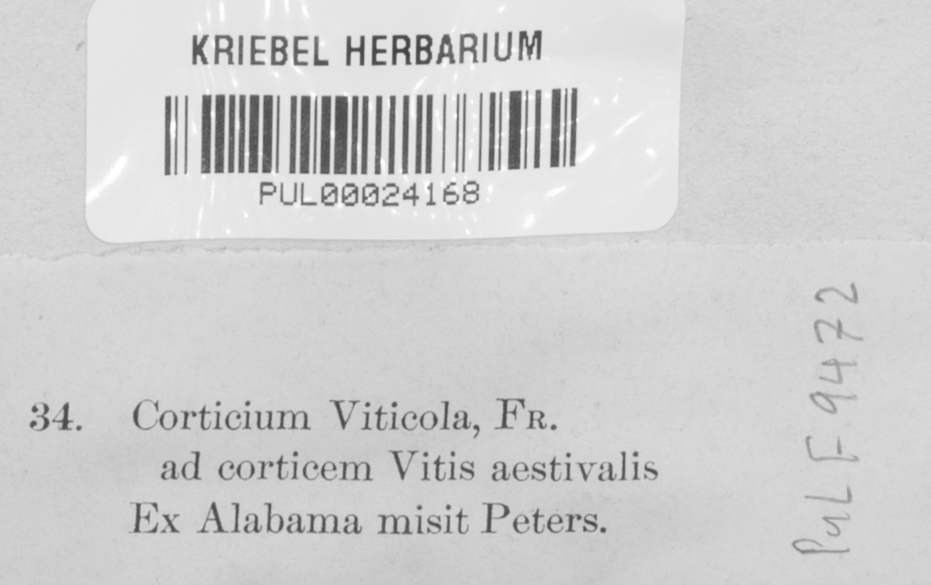 KRIEBEL HERBARIUM
PUL00024168
34. Corticium Viticola, Fr.
ad corticem Vitis aestivalis
Ex Alabama misit Peters.
PuL F 9472